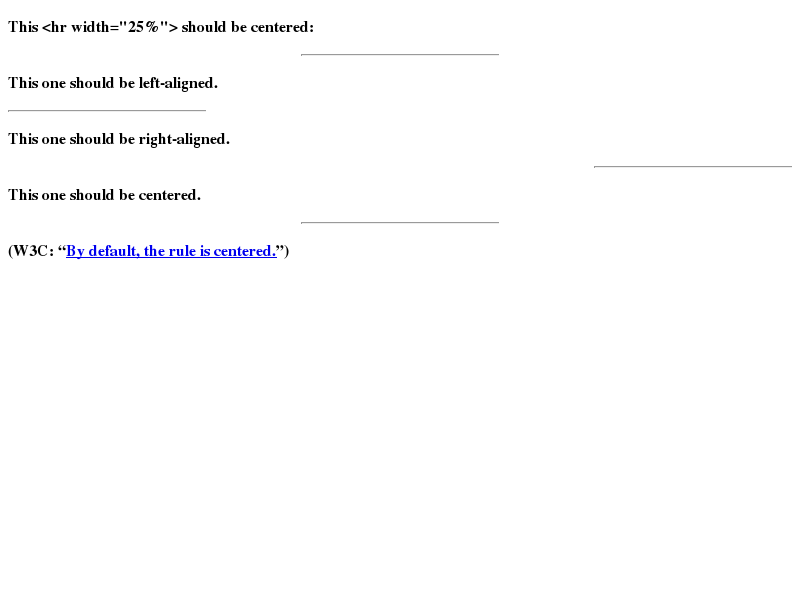 This <hr width="25%"> should be centered:
This one should be left-aligned.
This one should be right-aligned.
This one should be centered.
(W3C: “By default, the rule is centered.”)